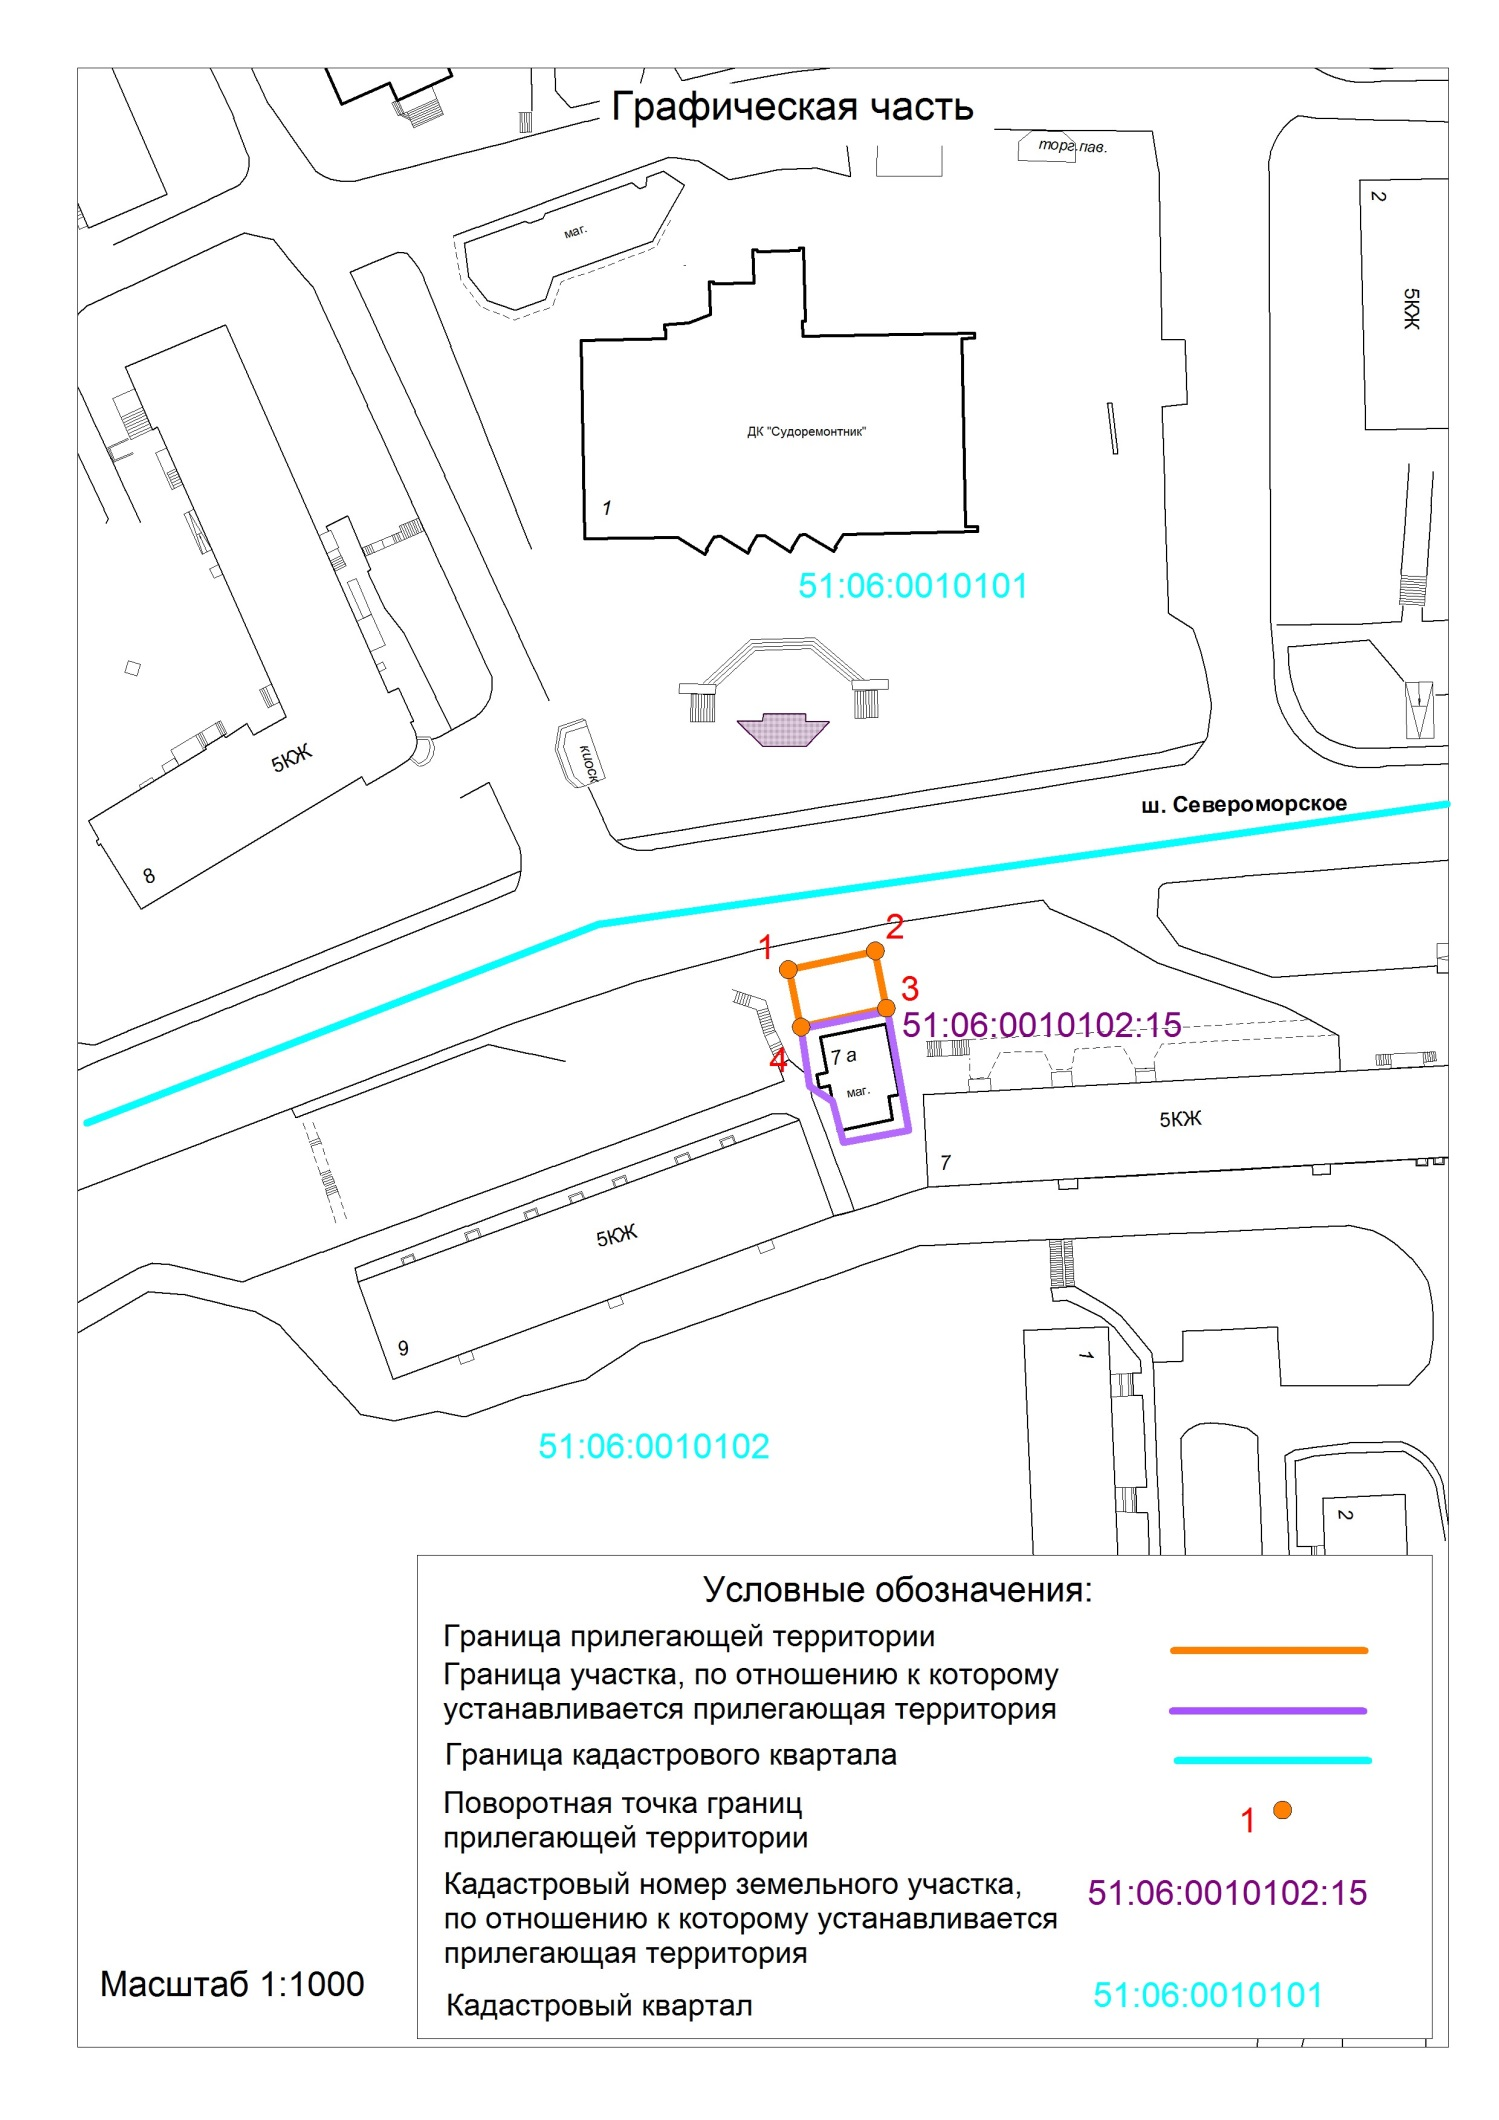 Графическая часть
торг.пав.
2
маг.
5КЖ
ДК "Судоремонтник"
1
51:06:0010101
киоск
5КЖ
ш. Североморское
8
1
2
3
51:06:0010102:15
4
7 а
маг.
5КЖ
7
5КЖ
9
1
51:06:0010102
2
Условные обозначения:
Граница прилегающей территории
Граница участка, по отношению к которому
устанавливается прилегающая территория
Граница кадастрового квартала
Поворотная точка границ
прилегающей территории
1
Кадастровый номер земельного участка,
по отношению к которому устанавливается
прилегающая территория
51:06:0010102:15
Масштаб 1:1000
Кадастровый квартал
51:06:0010101